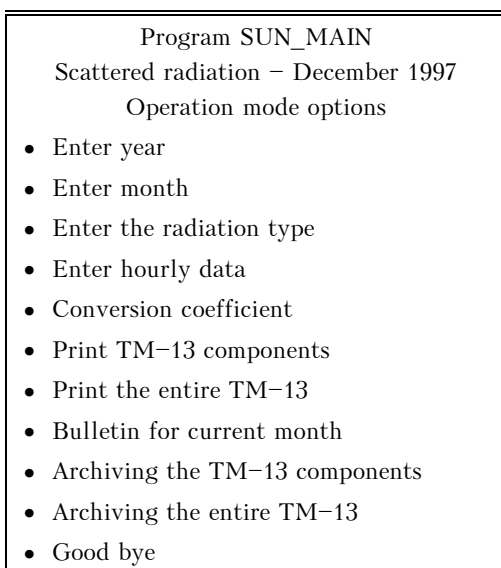 Program SUN_MAIN
Scattered radiation – December 1997
Operation mode options
• Enter year
• Enter month
• Enter the radiation type
• Enter hourly data
• Conversion coefficient
• Print TM–13 components
• Print the entire TM–13
• Bulletin for current month
• Archiving the TM–13 components
• Archiving the entire TM–13
• Good bye